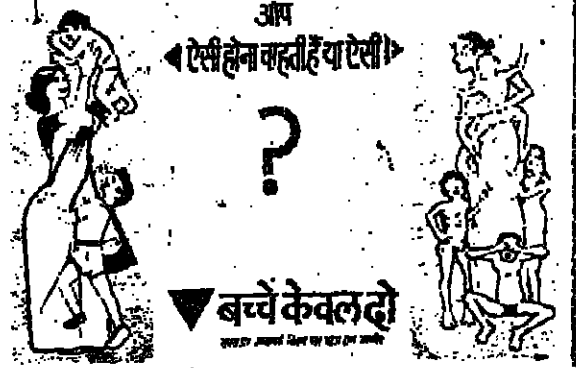 आप
ऐसी होना चाहती हैं या ऐसी
?
बच्चे केवल दो